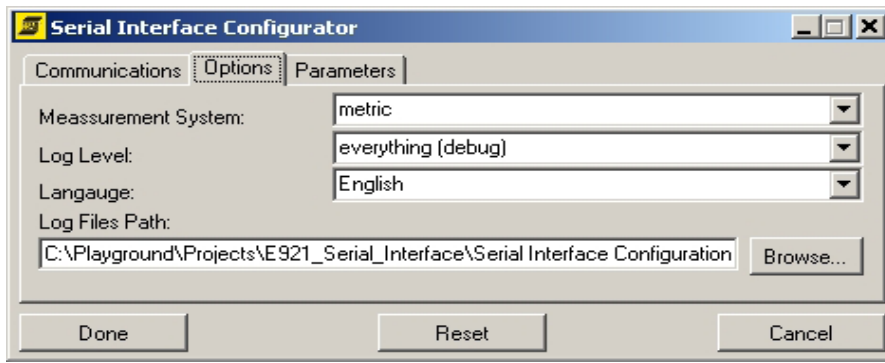 Serial Interface Configurator
Communications Options Parameters
Meassurement System: metric
Log Level: everything (debug)
Langauge: English
Log Files Path:
C:\Playground\Projects\E921_Serial_Interface\Serial Interface Configuration Browse...
Done Reset Cancel